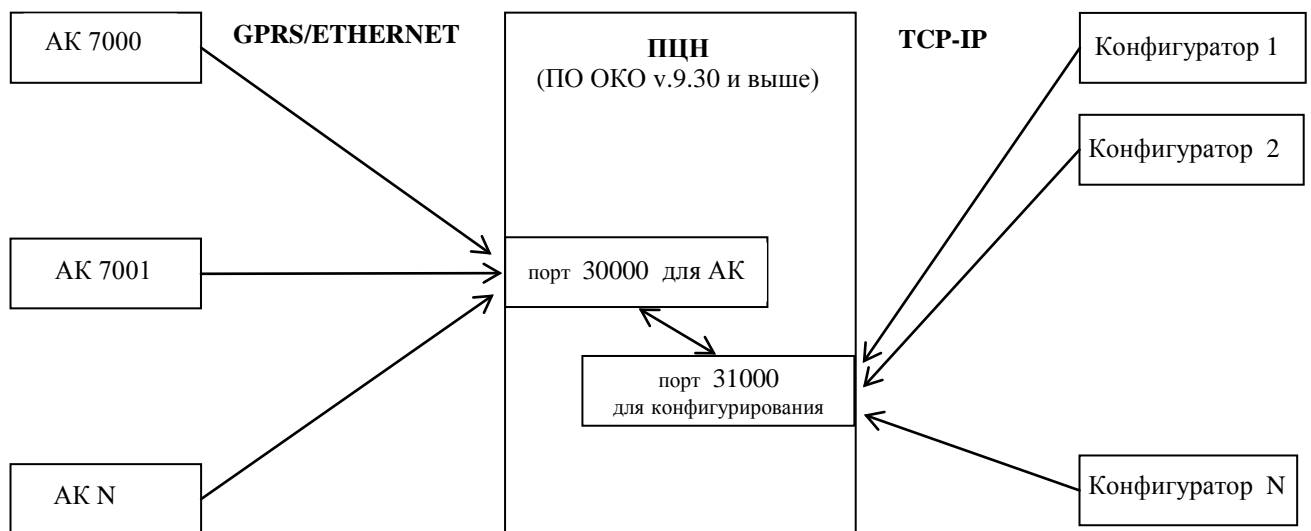 АК 7000
GPRS/ETHERNET
ПЦН
(ПО ОКО v.9.30 и выше)
TCP-IP
Конфигуратор 1
Конфигуратор 2
АК 7001
порт 30000 для АК
порт 31000
для конфигурирования
АК N
Конфигуратор N